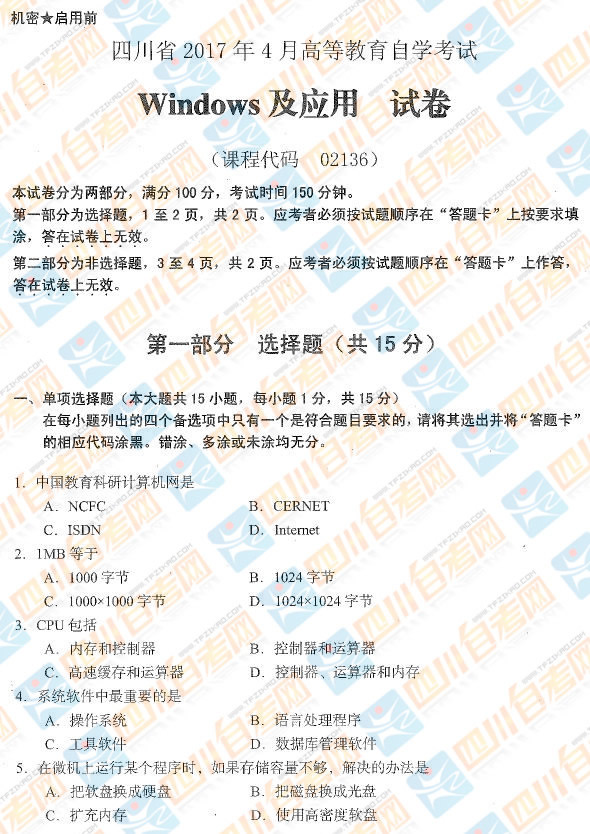 机密★启用前
四川省 2017 年 4 月高等教育自学考试
Windows 及应用　试卷
（课程代码　02136）
本试卷分为两部分，满分 100 分，考试时间 150 分钟。
第一部分为选择题，1 至 2 页，共 2 页。应考者必须按试题顺序在“答题卡”上按要求填
涂，答在试卷上无效。
第二部分为非选择题，3 至 4 页，共 2 页。应考者必须按试题顺序在“答题卡”上作答，
答在试卷上无效。
第一部分　选择题（共 15 分）
一、单项选择题（本大题共 15 小题，每小题 1 分，共 15 分）
在每小题列出的四个备选项中只有一个是符合题目要求的，请将其选出并将“答题卡”
的相应代码涂黑。错涂、多涂或未涂均无分。
1．中国教育科研计算机网是
A．NCFC　B．CERNET
C．ISDN　D．Internet
2．1MB 等于
A．1000 字节　B．1024 字节
C．1000×1000 字节　D．1024×1024 字节
3．CPU 包括
A．内存和控制器　B．控制器和运算器
C．高速缓存和运算器　D．控制器、运算器和内存
4．系统软件中最重要的是
A．操作系统　B．语言处理程序
C．工具软件　D．数据库管理软件
5．在微机上运行某个程序时，如果存储容量不够，解决的办法是
A．把软盘换成硬盘　B．把磁盘换成光盘
C．扩充内存　D．使用高密度软盘
四川自考网
WWW.TPZIKAO.COM